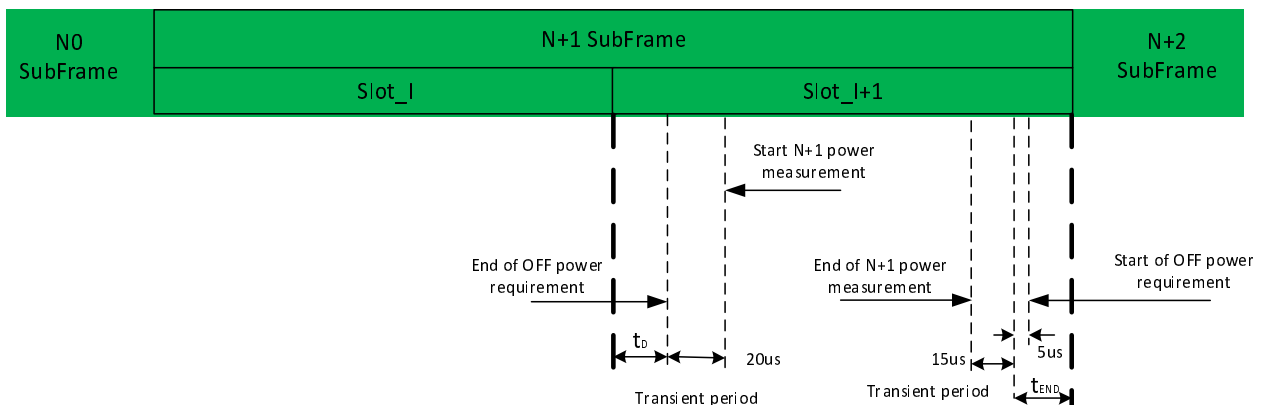 N0
SubFrame
N+1 SubFrame
N+2
SubFrame
Slot_I
Slot_I+1
Start N+1 power
measurement
End of OFF power
requirement
End of N+1 power
measurement
Start of OFF power
requirement
tD
20us
15us
5us
Transient period
Transient period
tEND